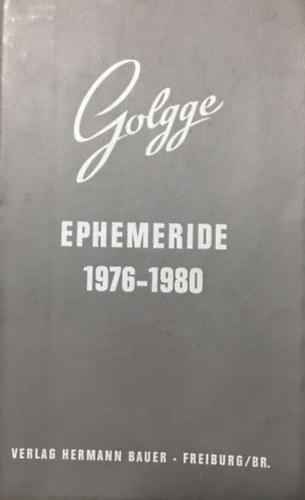 Golgge
EPHEMERIDE
1976-1980
VERLAG HERMANN BAUER · FREIBURG/BR.